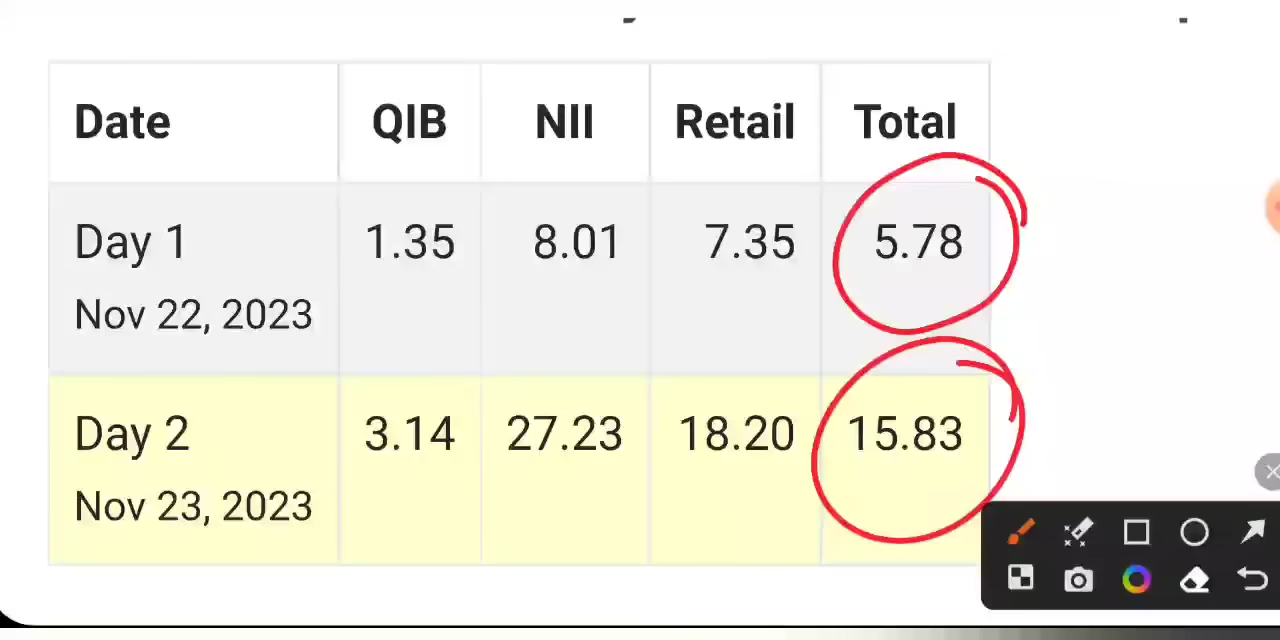 Date QIB NII Retail Total
Day 1 1.35 8.01 7.35 5.78
Nov 22, 2023
Day 2 3.14 27.23 18.20 15.83
Nov 23, 2023